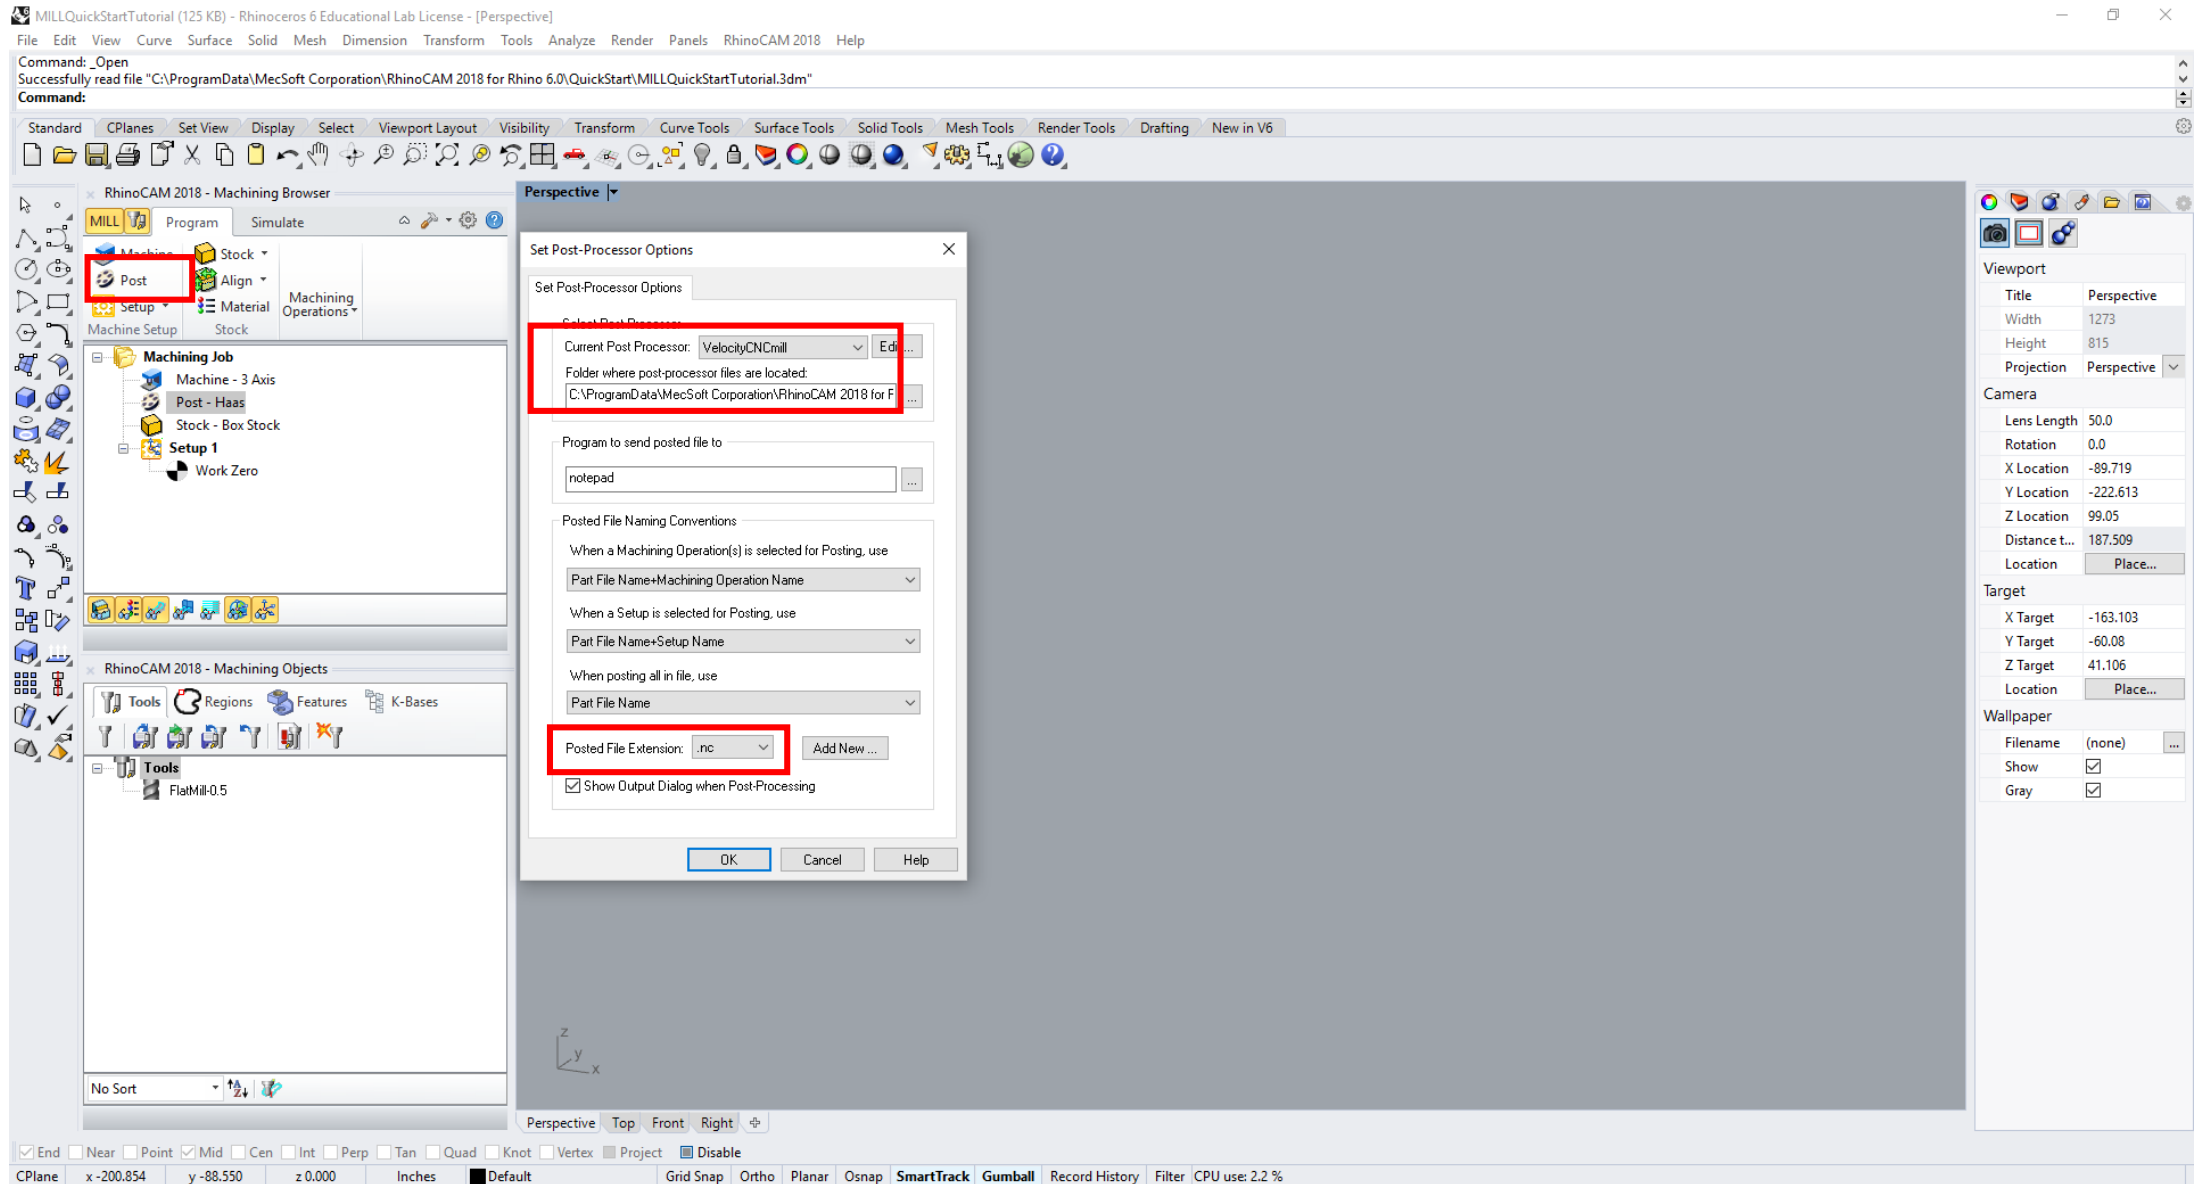 MILLQuickStartTutorial (125 KB) - Rhinoceros 6 Educational Lab License - [Perspective]
File Edit View Curve Surface Solid Mesh Dimension Transform Tools Analyze Render Panels RhinoCAM 2018 Help
Command: _Open
Successfully read file "C:\ProgramData\MecSoft Corporation\RhinoCAM 2018 for Rhino 6.0\QuickStart\MILLQuickStartTutorial.3dm"
Command:
Standard CPlanes Set View Display Select Viewport Layout Visibility Transform Curve Tools Surface Tools Solid Tools Mesh Tools Render Tools Drafting New in V6
RhinoCAM 2018 - Machining Browser
MILL Program Simulate
Machine Stock
Post Align
Setup Material Machining Operations
Machine Setup Stock
Machining Job
Machine - 3 Axis
Post - Haas
Stock - Box Stock
Setup 1
Work Zero
RhinoCAM 2018 - Machining Objects
Tools Regions Features K-Bases
Tools
FlatMill-0.5
No Sort
Perspective
Set Post-Processor Options
Set Post-Processor Options
Select Post Processor
Current Post Processor: VelocityCNCmill Edi ...
Folder where post-processor files are located:
C:\ProgramData\MecSoft Corporation\RhinoCAM 2018 for F ...
Program to send posted file to
notepad ...
Posted File Naming Conventions
When a Machining Operation(s) is selected for Posting, use
Part File Name+Machining Operation Name
When a Setup is selected for Posting, use
Part File Name+Setup Name
When posting all in file, use
Part File Name
Posted File Extension: .nc Add New ...
Show Output Dialog when Post-Processing
OK Cancel Help
z
y
x
Perspective Top Front Right
Viewport
Title Perspective
Width 1273
Height 815
Projection Perspective
Camera
Lens Length 50.0
Rotation 0.0
X Location -89.719
Y Location -222.613
Z Location 99.05
Distance t... 187.509
Location Place...
Target
X Target -163.103
Y Target -60.08
Z Target 41.106
Location Place...
Wallpaper
Filename (none) ...
Show
Gray
End Near Point Mid Cen Int Perp Tan Quad Knot Vertex Project Disable
CPlane x -200.854 y -88.550 z 0.000 Inches Default Grid Snap Ortho Planar Osnap SmartTrack Gumball Record History Filter CPU use: 2.2 %